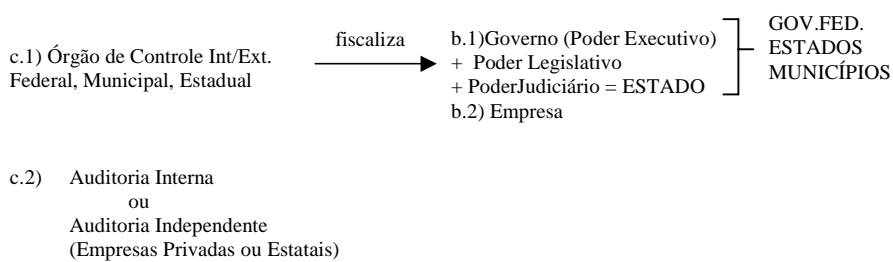 c.1) Órgão de Controle Int/Ext.
Federal, Municipal, Estadual
fiscaliza
b.1)Governo (Poder Executivo)
+ Poder Legislativo
+ PoderJudiciário = ESTADO
b.2) Empresa
GOV.FED.
ESTADOS
MUNICÍPIOS
c.2) Auditoria Interna
ou
Auditoria Independente
(Empresas Privadas ou Estatais)